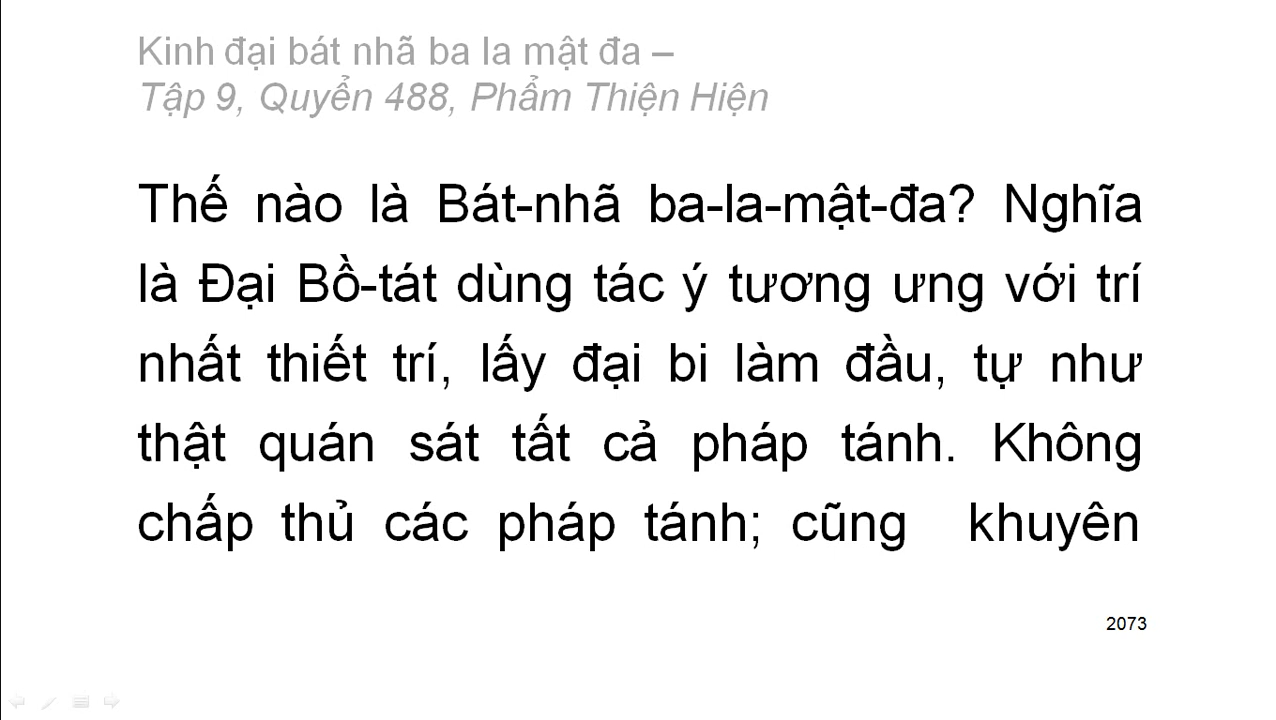 Kinh đại bát nhã ba la mật đa –
Tập 9, Quyển 488, Phẩm Thiện Hiện
Thế nào là Bát-nhã ba-la-mật-đa? Nghĩa
là Đại Bồ-tát dùng tác ý tương ưng với trí
nhất thiết trí, lấy đại bi làm đầu, tự như
thật quán sát tất cả pháp tánh. Không
chấp thủ các pháp tánh; cũng khuyên
2073